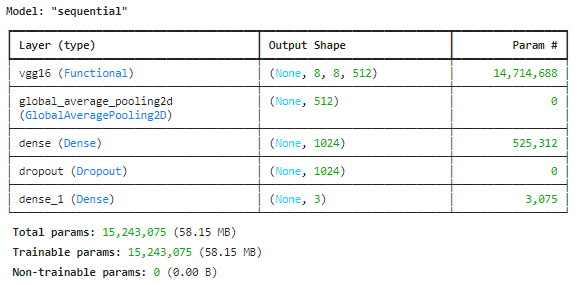 Model: "sequential"
Layer (type) Output Shape Param #
vgg16 (Functional) (None, 8, 8, 512) 14,714,688
global_average_pooling2d (None, 512) 0
(GlobalAveragePooling2D)
dense (Dense) (None, 1024) 525,312
dropout (Dropout) (None, 1024) 0
dense_1 (Dense) (None, 3) 3,075
Total params: 15,243,075 (58.15 MB)
Trainable params: 15,243,075 (58.15 MB)
Non-trainable params: 0 (0.00 B)